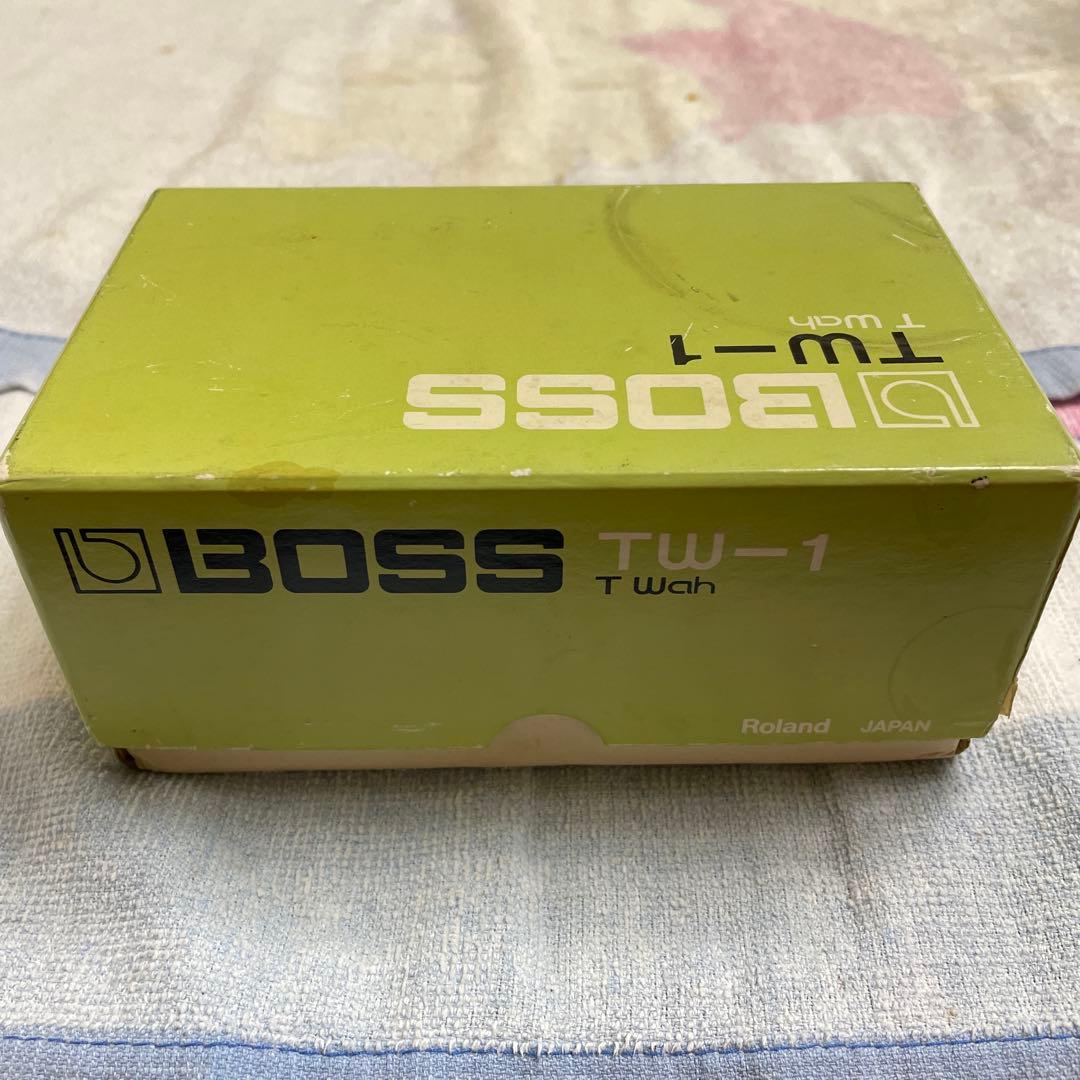 BOSS
TW-1
T Wah
BOSS TW-1
T Wah
Roland JAPAN